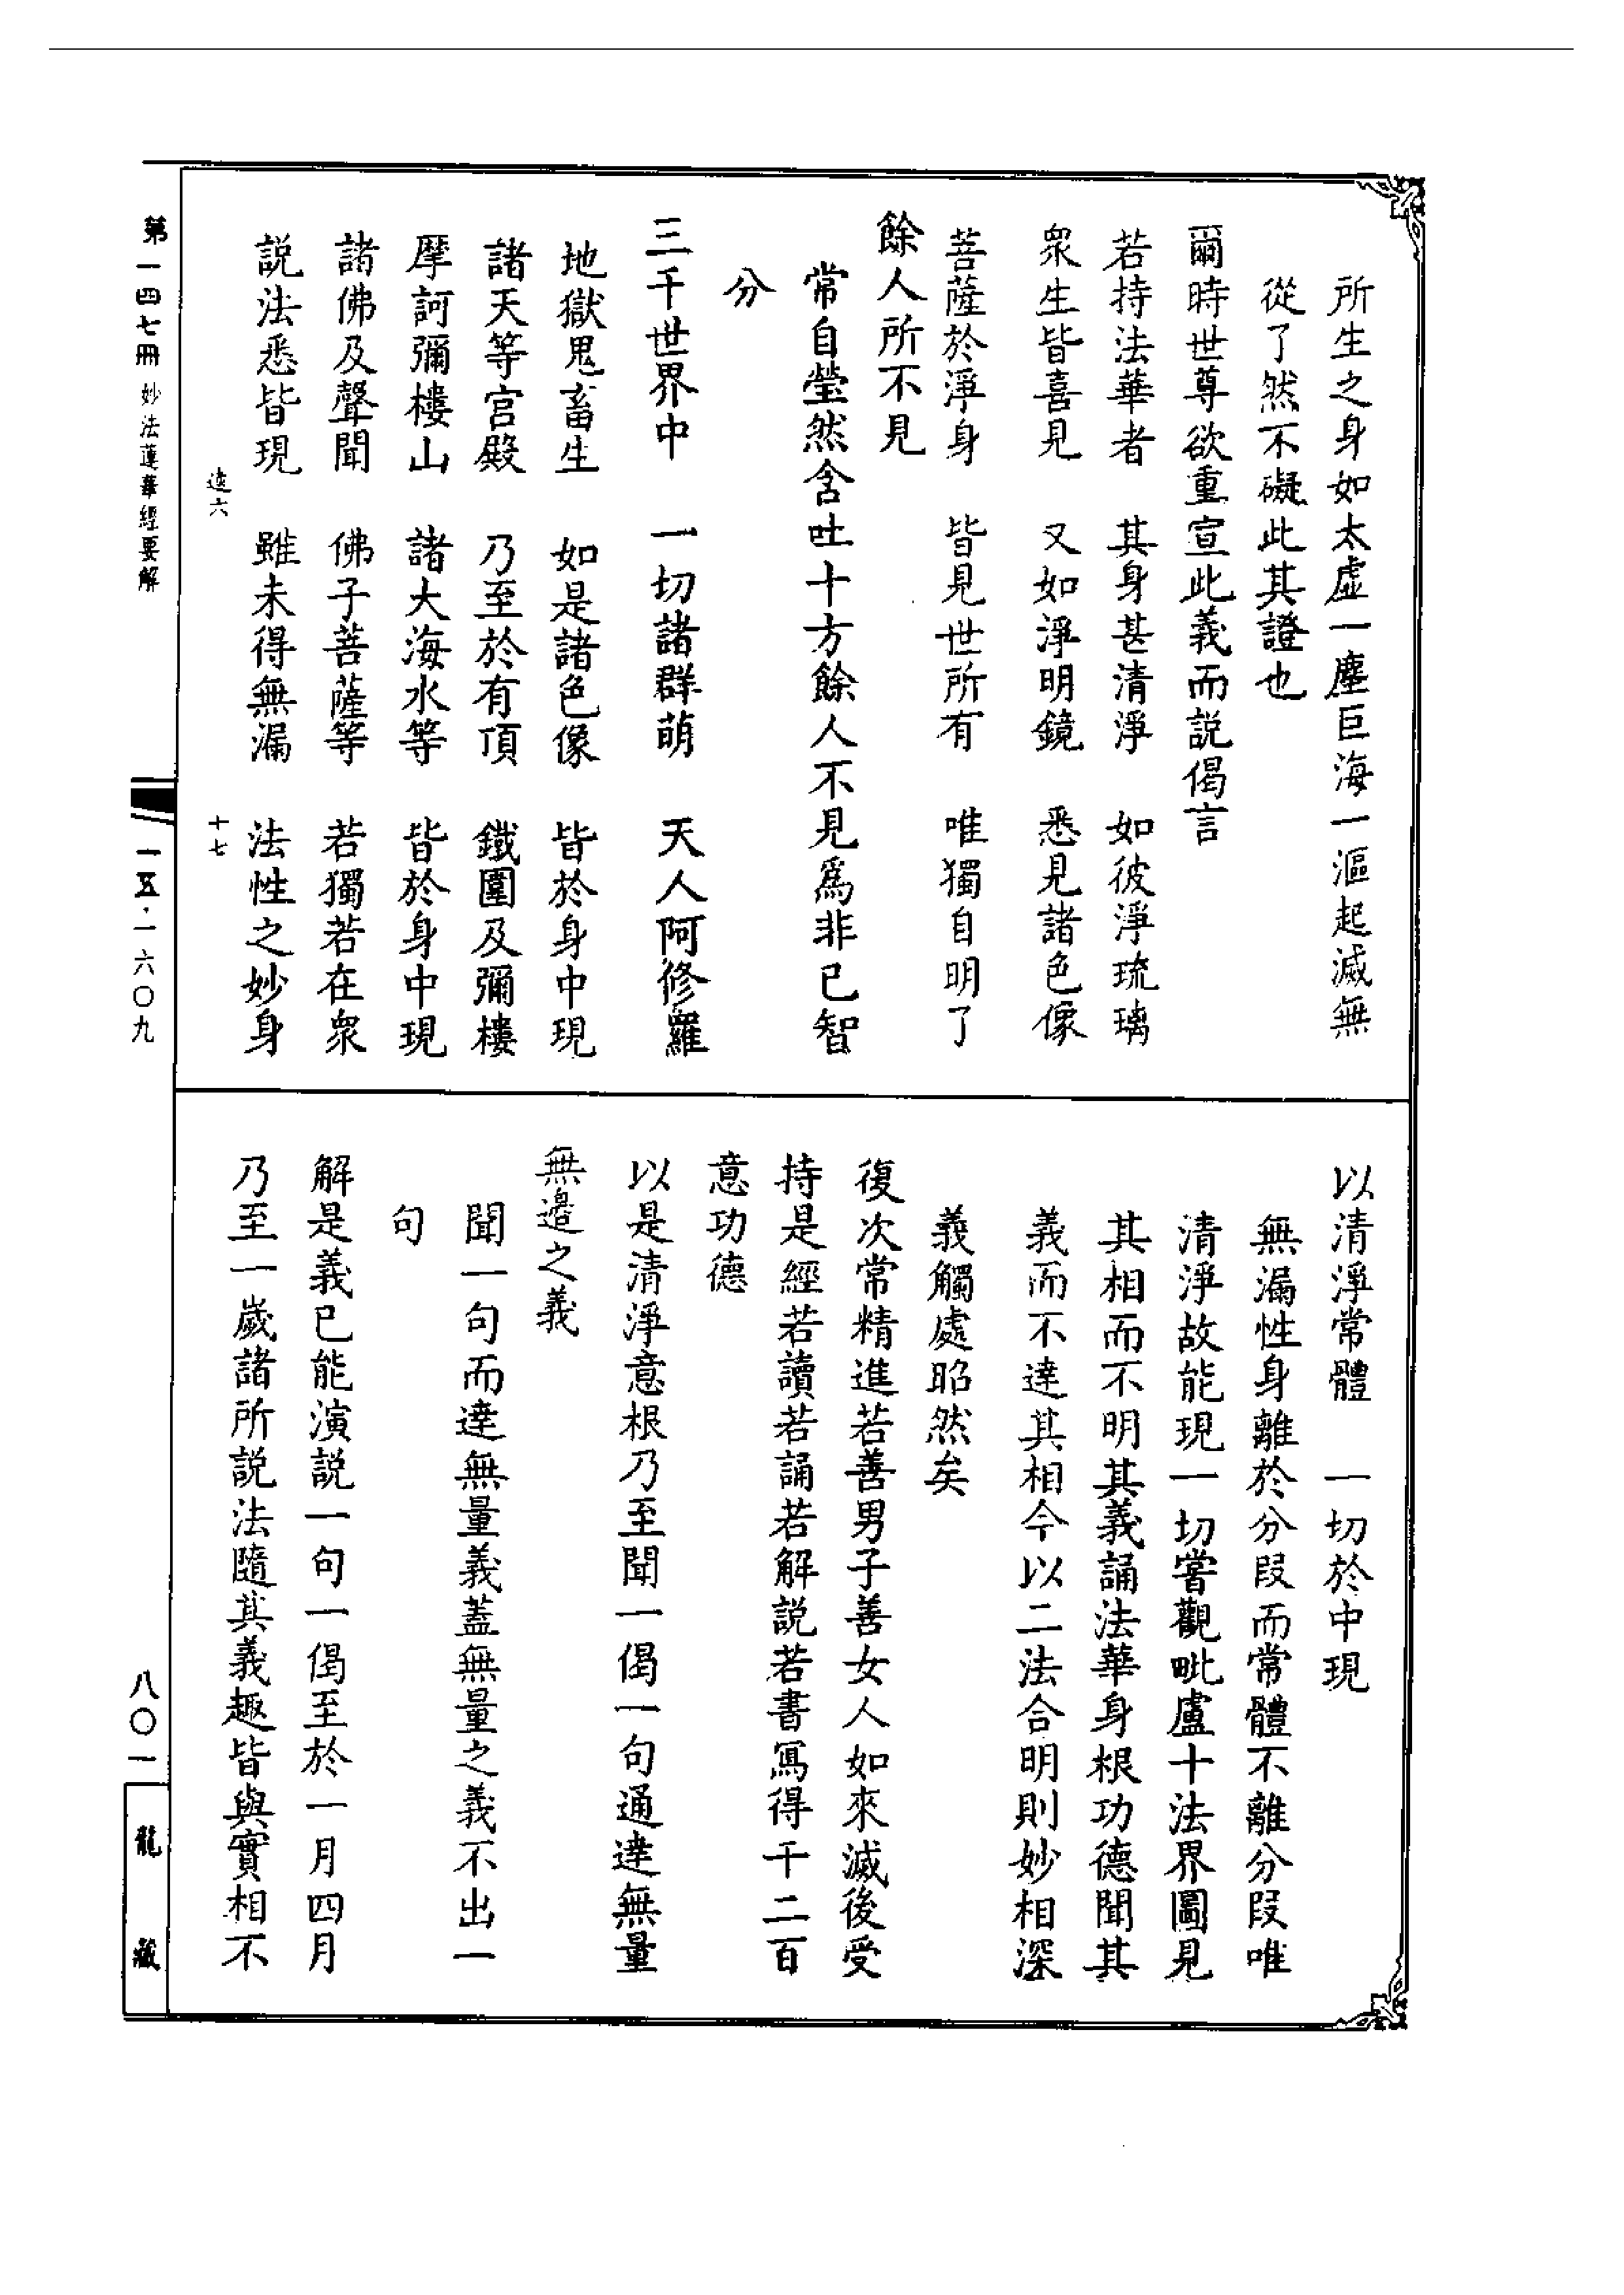 所生之身如太虛一塵巨海一漚起滅無
從了然不礙此其證也
爾時世尊欲重宣此義而説偈言
若持法華者　其身甚清淨　如彼淨琉璃
眾生皆喜見　又如淨明鏡　悉見諸色像
菩薩於淨身　皆見世所有　唯獨自明了
餘人所不見
常自瑩然含吐十方餘人不見爲非已智
分
三千世界中　一切諸群萌　天人阿修羅
地獄鬼畜生　如是諸色像　皆於身中現
諸天等宮殿　乃至於有頂　鐵圍及彌樓
摩訶彌樓山　諸大海水等　皆於身中現
諸佛及聲聞　佛子菩薩等　若獨若在眾
説法悉皆現　雖未得無漏　法性之妙身
遠六　十七
以清淨常體　一切於中現
無漏性身離於分段而常體不離分段唯
清淨故能現一切嘗觀毗盧十法界圖見
其相而不明其義誦法華身根功德聞其
義而不達其相今以二法合明則妙相深
義觸處昭然矣
復次常精進若善男子善女人如來滅後受
持是經若讀若誦若解説若書寫得千二百
意功德
以是清淨意根乃至聞一偈一句通達無量
無邊之義
聞一句而達無量義蓋無量之義不出一
句
解是義已能演説一句一偈至於一月四月
乃至一歲諸所説法隨其義趣皆與實相不
第一四七冊　妙法蓮華經要解
一五·一六〇九
八〇一
龍藏